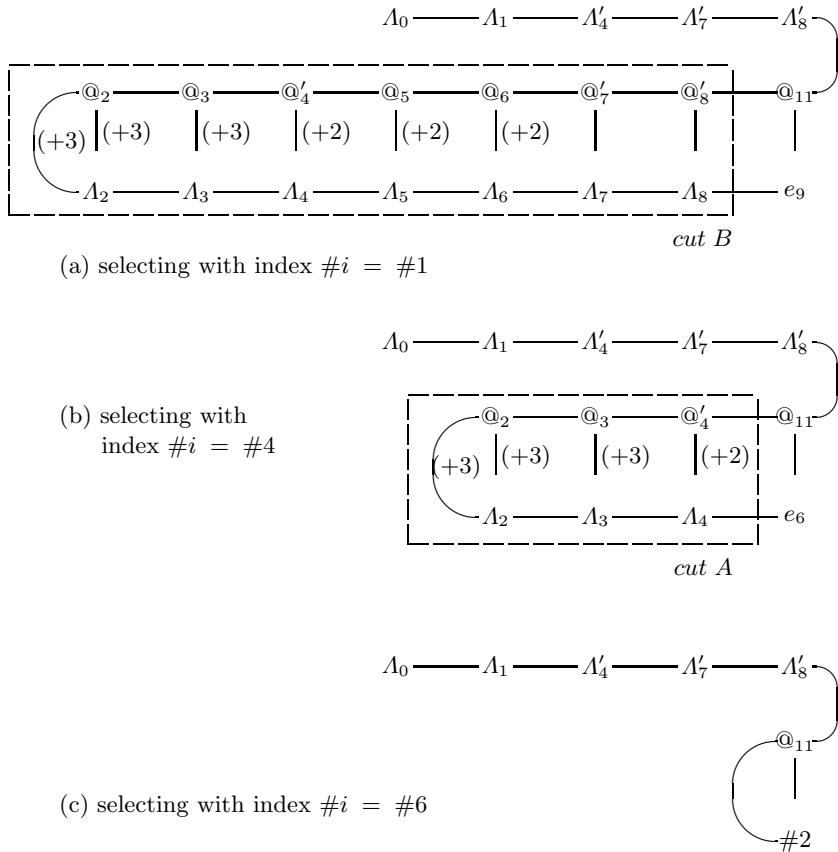 Λ₀ Λ₁ Λ′₄ Λ′₇ Λ′₈
@₂ @₃ @′₄ @₅ @₆ @′₇ @′₈ @₁₁
(+3) (+3) (+3) (+2) (+2) (+2)
Λ₂ Λ₃ Λ₄ Λ₅ Λ₆ Λ₇ Λ₈ e₉
cut B
(a) selecting with index #i = #1
Λ₀ Λ₁ Λ′₄ Λ′₇ Λ′₈
(b) selecting with
index #i = #4
@₂ @₃ @′₄ @₁₁
(+3) (+3) (+3) (+2)
Λ₂ Λ₃ Λ₄ e₆
cut A
Λ₀ Λ₁ Λ′₄ Λ′₇ Λ′₈
@₁₁
(c) selecting with index #i = #6
#2